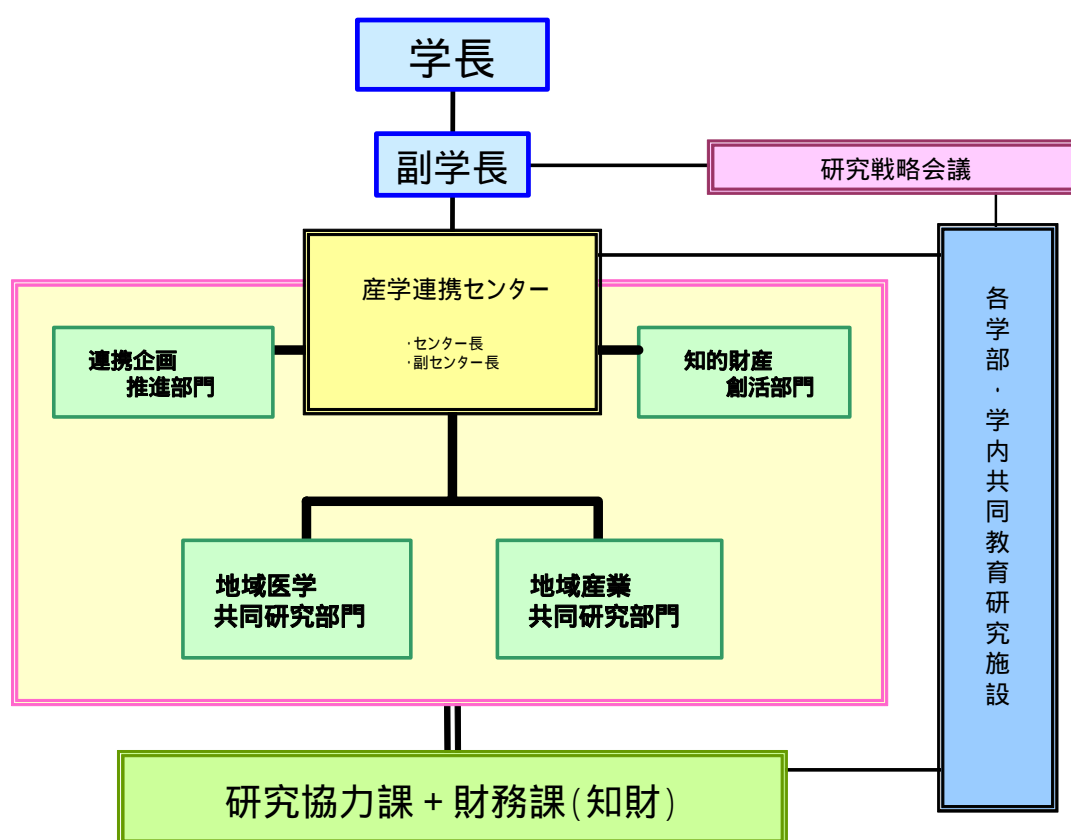 学長
副学長
研究戦略会議
産学連携センター
・センター長
・副センター長
連携企画
推進部門
知的財産
創活部門
地域医学
共同研究部門
地域産業
共同研究部門
各学部・学内共同教育研究施設
研究協力課+財務課(知財)